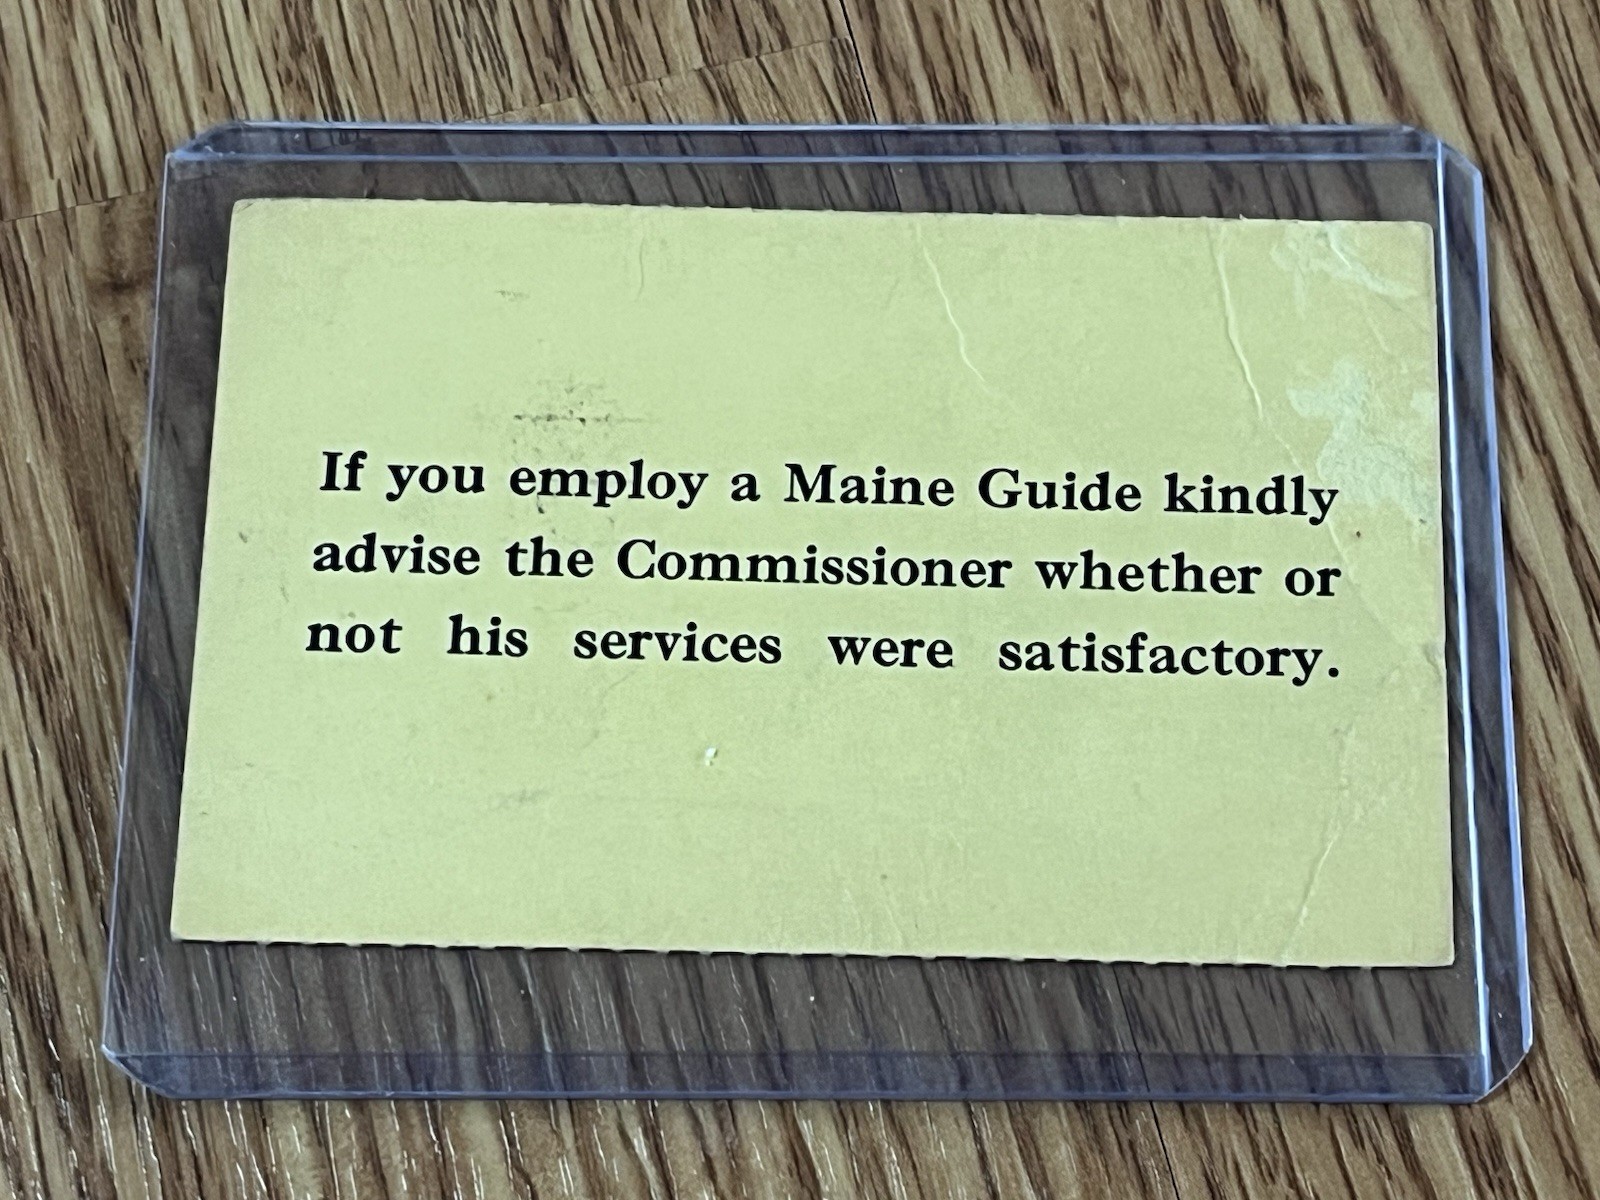 If you employ a Maine Guide kindly
advise the Commissioner whether or
not his services were satisfactory.